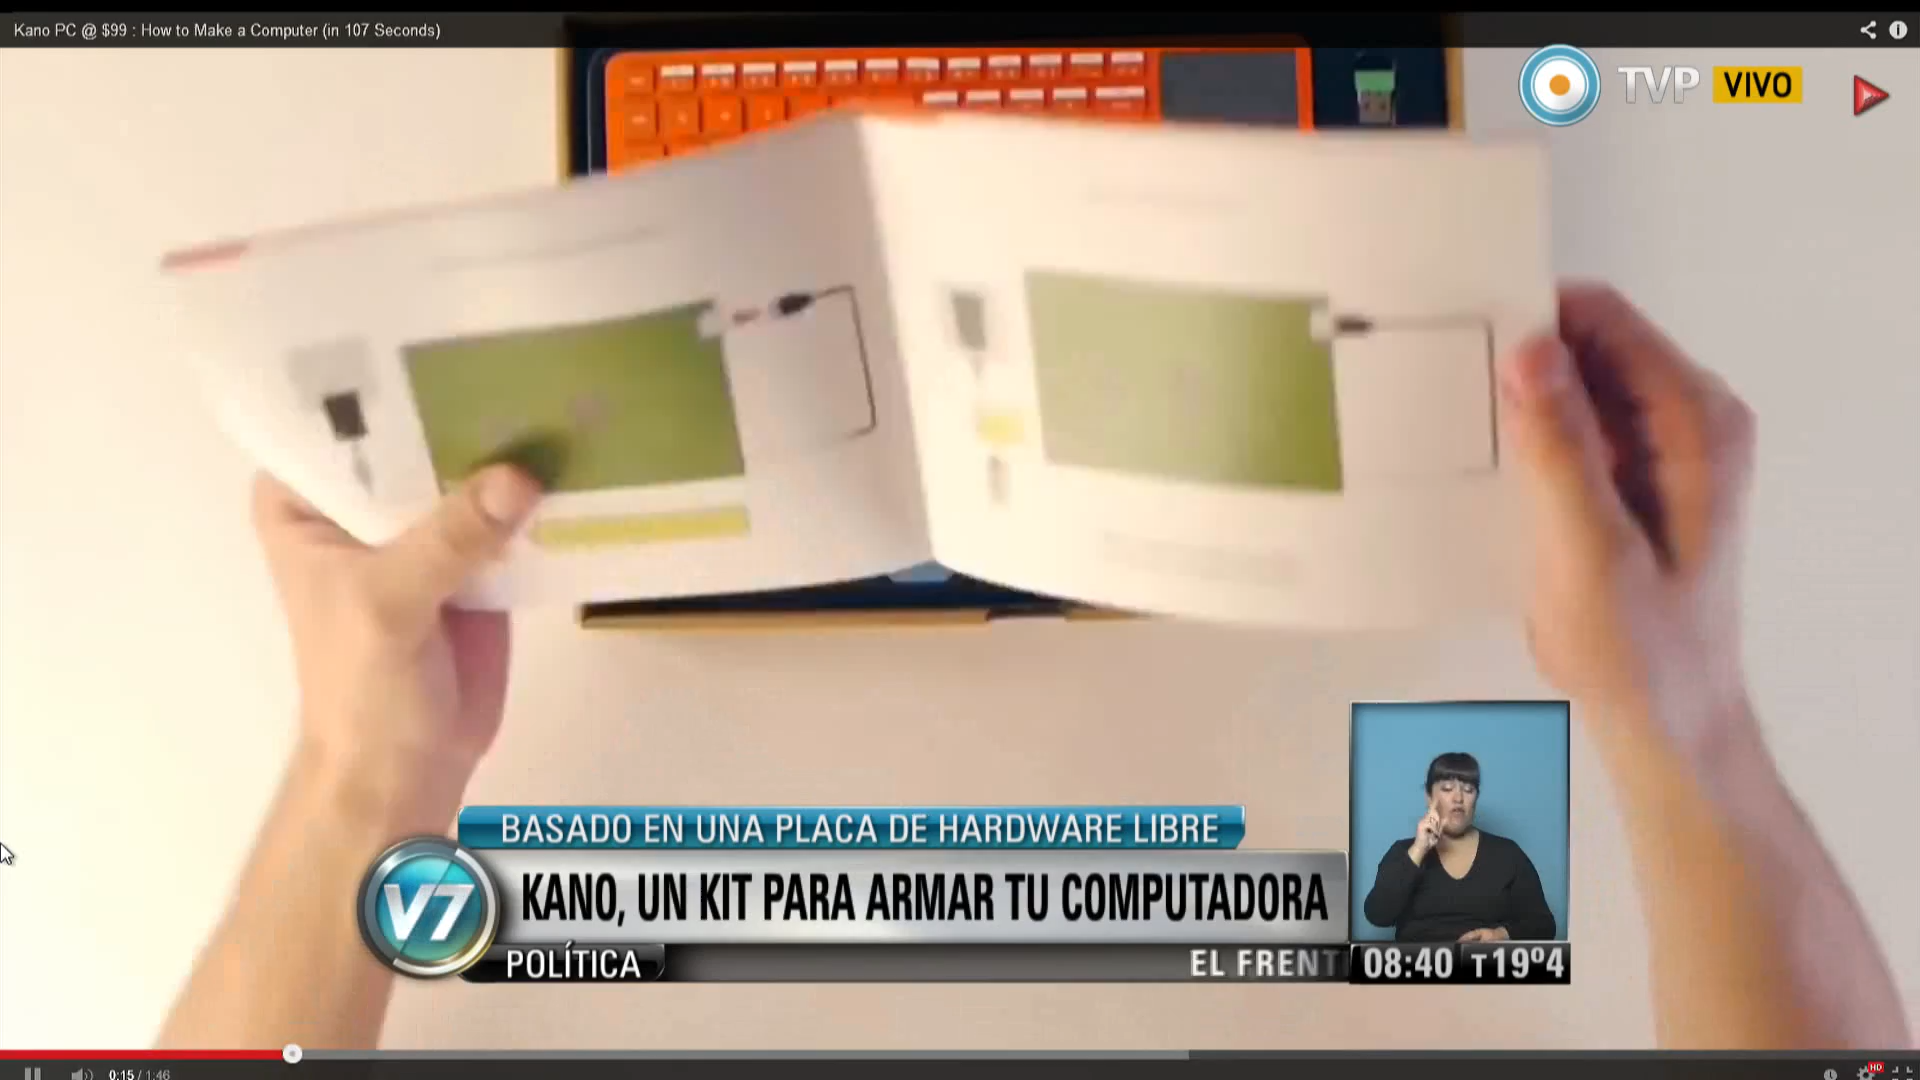 Kano PC @ $99 : How to Make a Computer (in 107 Seconds)
TVP VIVO
BASADO EN UNA PLACA DE HARDWARE LIBRE
V7
KANO, UN KIT PARA ARMAR TU COMPUTADORA
POLÍTICA
EL FRENT
08:40 T19º4
0:15 / 1:46
HD